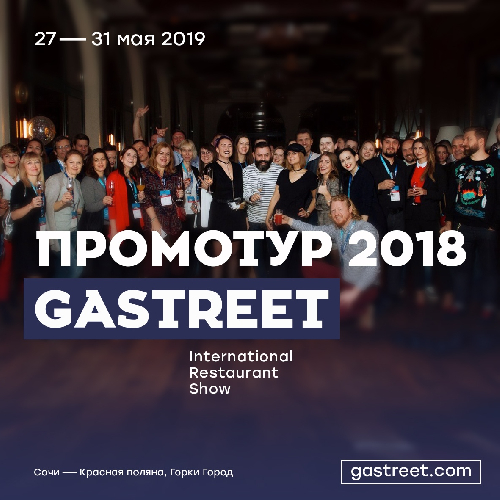 27 — 31 мая 2019
ПРОМОТУР 2018
GASTREET
International
Restaurant
Show
Сочи — Красная поляна, Горки Город
gastreet.com